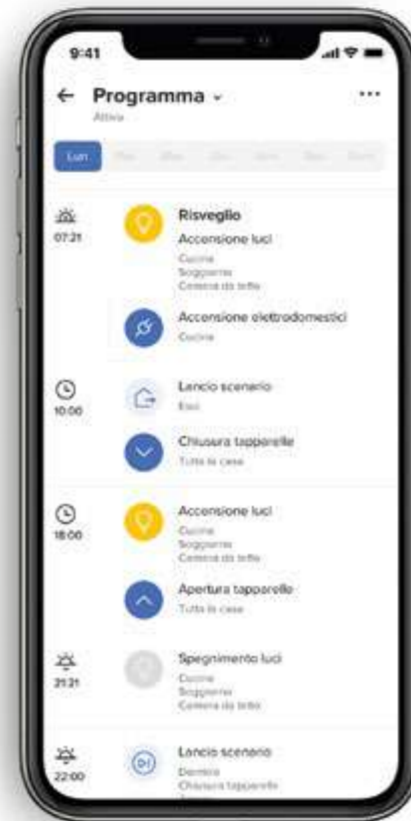 9:41
Programma
Attiva
Lun
07:21
Risveglio
Accensione luci
Cucina
Soggiorno
Camera da letto
Accensione elettrodomestici
Cucina
10:00
Lancio scenario
Esci
Chiusura tapparelle
Tutta la casa
18:00
Accensione luci
Cucina
Soggiorno
Camera da letto
Apertura tapparelle
Tutta la casa
21:21
Spegnimento luci
Cucina
Soggiorno
Camera da letto
22:00
Lancio scenario
Dormire
Chiusura tapparelle